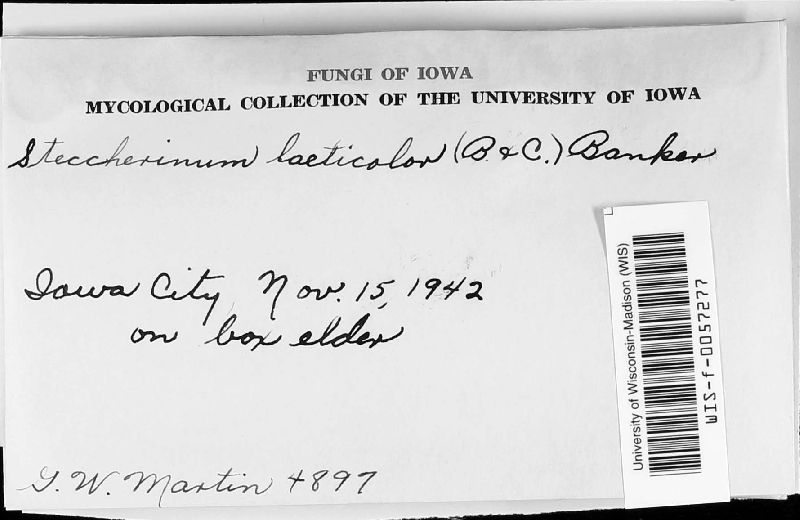 FUNGI OF IOWA
MYCOLOGICAL COLLECTION OF THE UNIVERSITY OF IOWA
Steccherinum laeticolor (B & C.) Banker
Iowa City, Nov. 15, 1942
on box elder
G. W. Martin 4897
University of Wisconsin-Madison (WIS)
WIS-f-0057277